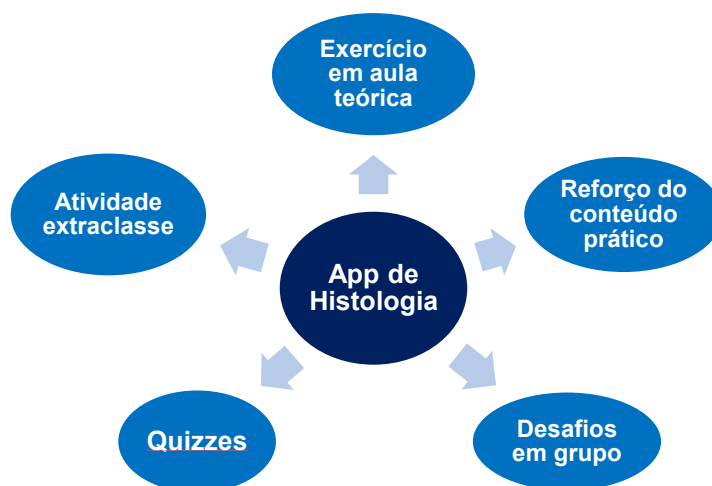 Exercício
em aula
teórica
Atividade
extraclasse
Reforço do
conteúdo
prático
App de
Histologia
Quizzes
Desafios
em grupo